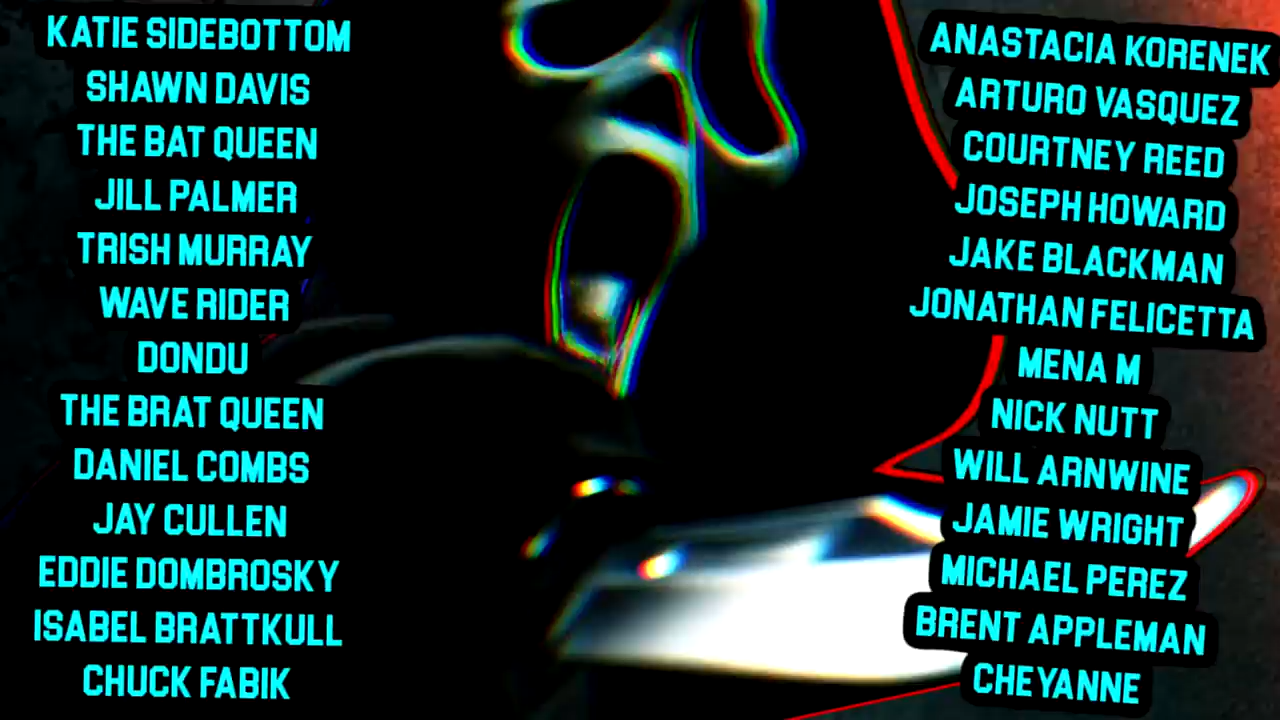 KATIE SIDEBOTTOM
SHAWN DAVIS
THE BAT QUEEN
JILL PALMER
TRISH MURRAY
WAVE RIDER
DONDU
THE BRAT QUEEN
DANIEL COMBS
JAY CULLEN
EDDIE DOMBROSKY
ISABEL BRATTKULL
CHUCK FABIK
ANASTACIA KORENEK
ARTURO VASQUEZ
COURTNEY REED
JOSEPH HOWARD
JAKE BLACKMAN
JONATHAN FELICETTA
MENA M
NICK NUTT
WILL ARNWINE
JAMIE WRIGHT
MICHAEL PEREZ
BRENT APPLEMAN
CHEYANNE